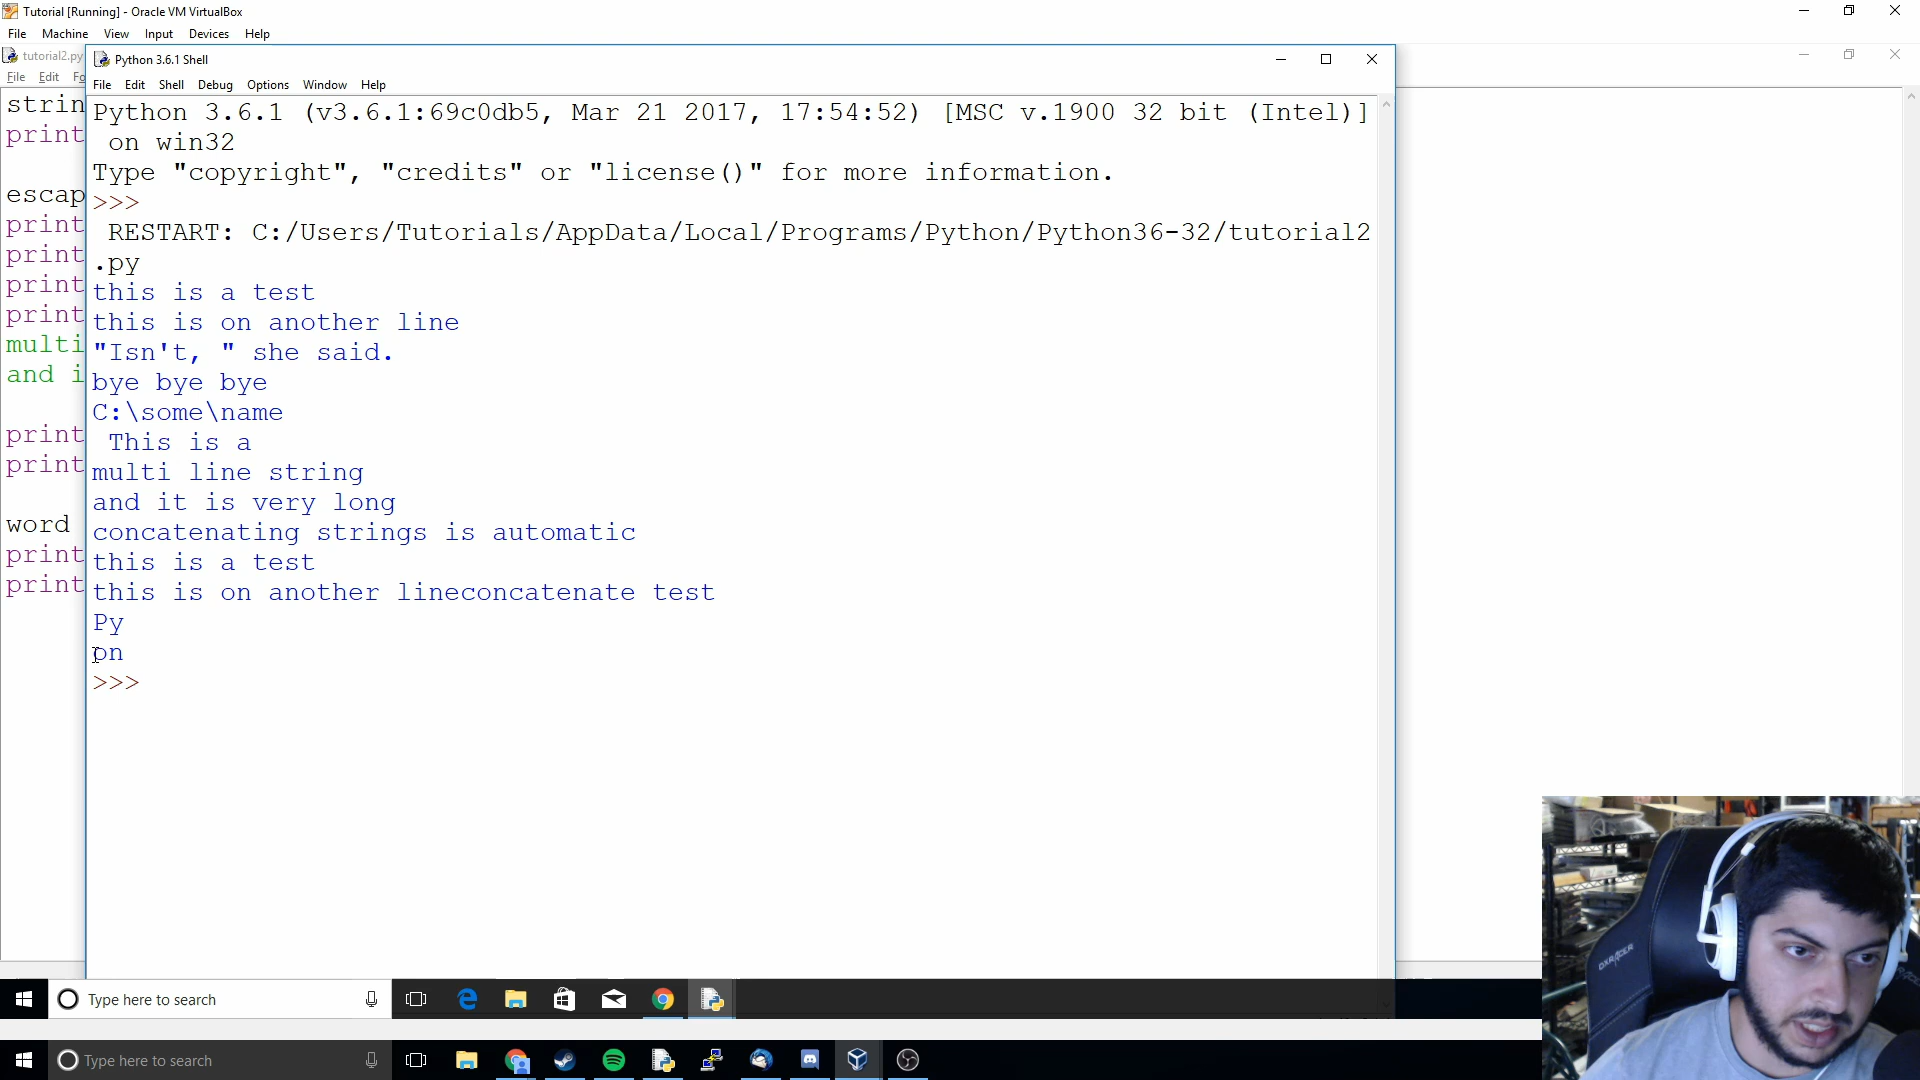 Tutorial [Running] - Oracle VM VirtualBox
File Machine View Input Devices Help
tutorial2.py
File Edit Fo
strin
print
escap
print
print
print
print
multi
and i
print
print
word
print
print
Python 3.6.1 Shell
File Edit Shell Debug Options Window Help
Python 3.6.1 (v3.6.1:69c0db5, Mar 21 2017, 17:54:52) [MSC v.1900 32 bit (Intel)]
on win32
Type "copyright", "credits" or "license()" for more information.
>>>
RESTART: C:/Users/Tutorials/AppData/Local/Programs/Python/Python36-32/tutorial2
.py
this is a test
this is on another line
"Isn't, " she said.
bye bye bye
C:\some\name
This is a
multi line string
and it is very long
concatenating strings is automatic
this is a test
this is on another lineconcatenate test
Py
on
>>>
DXRACER
Type here to search
Type here to search